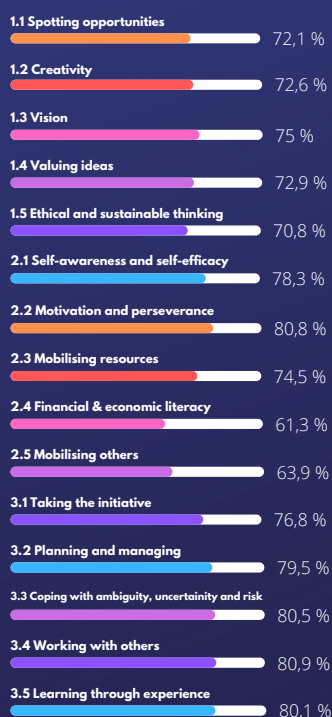 1.1 Spotting opportunities
72,1 %
1.2 Creativity
72,6 %
1.3 Vision
75 %
1.4 Valuing ideas
72,9 %
1.5 Ethical and sustainable thinking
70,8 %
2.1 Self-awareness and self-efficacy
78,3 %
2.2 Motivation and perseverance
80,8 %
2.3 Mobilising resources
74,5 %
2.4 Financial & economic literacy
61,3 %
2.5 Mobilising others
63,9 %
3.1 Taking the initiative
76,8 %
3.2 Planning and managing
79,5 %
3.3 Coping with ambiguity, uncertainity and risk
80,5 %
3.4 Working with others
80,9 %
3.5 Learning through experience
80,1 %